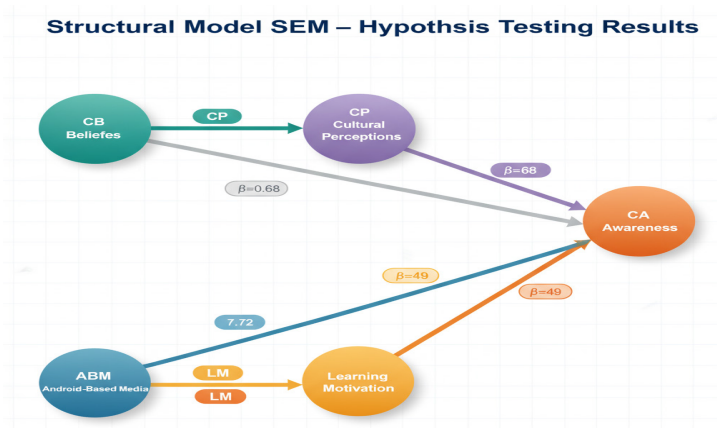 Structural Model SEM – Hypothsis Testing Results
CB
Beliefes
CP
CP
Cultural
Perceptions
β=68
β=0.68
CA
Awareness
β=49
β=49
7.72
ABM
Android-Based Media
LM
LM
Learning
Motivation